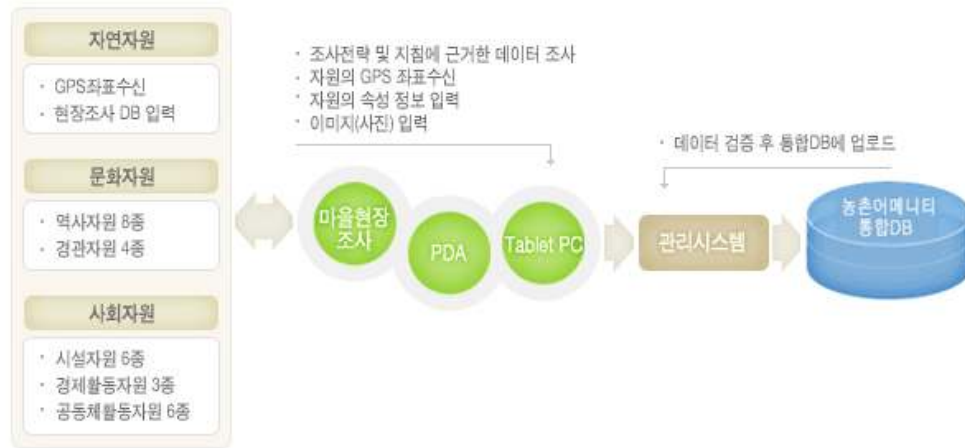 자연자원
· GPS좌표수신
· 현장조사 DB 입력
문화자원
· 역사자원 8종
· 경관자원 4종
사회자원
· 시설자원 6종
· 경제활동자원 3종
· 공동체활동자원 6종
· 조사전략 및 지침에 근거한 데이터 조사
· 자원의 GPS 좌표수신
· 자원의 속성 정보 입력
· 이미지(사진) 입력
마을현장
조사
PDA
Tablet PC
· 데이터 검증 후 통합DB에 업로드
관리시스템
농촌어메니티
통합DB